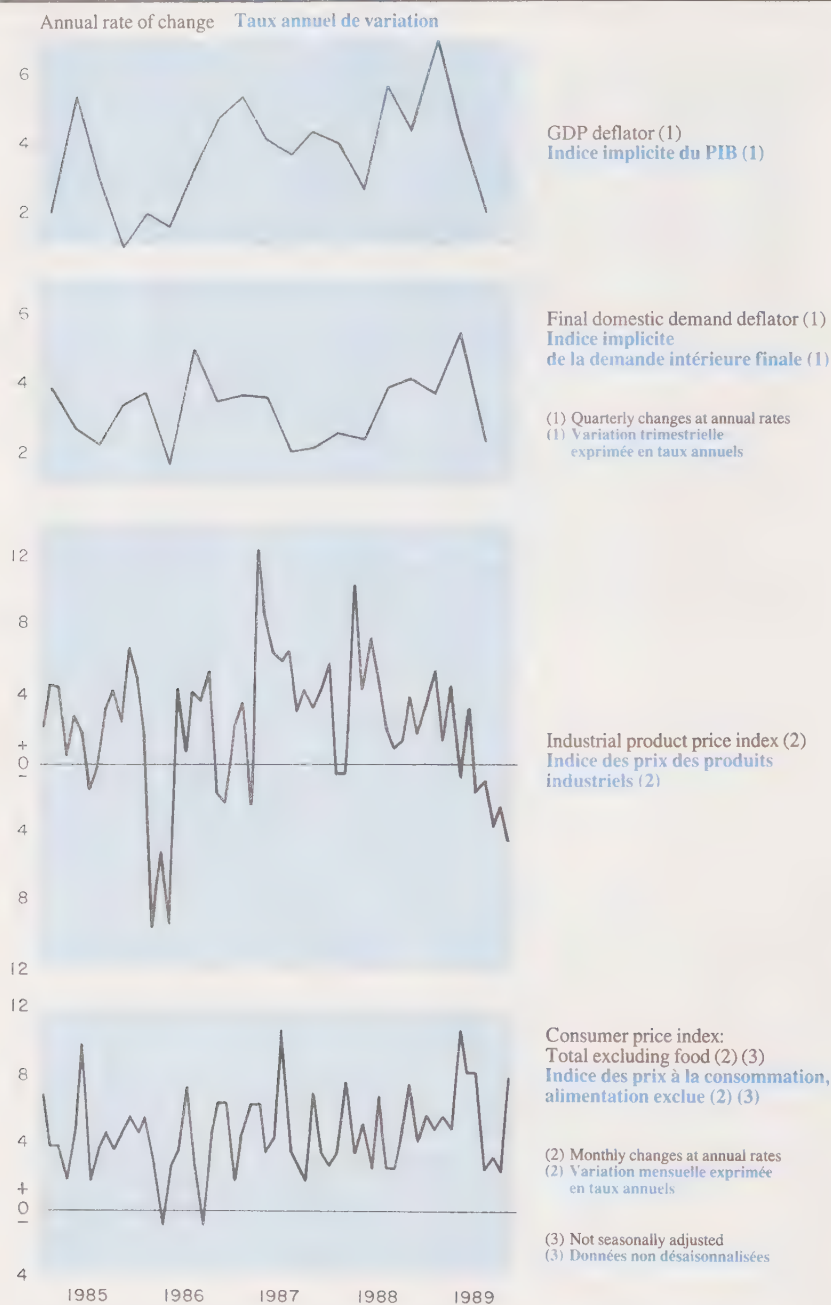 Annual rate of change Taux annuel de variation
6
4
2
GDP deflator (1)
Indice implicite du PIB (1)
6
4
2
Final domestic demand deflator (1)
Indice implicite
de la demande intérieure finale (1)
(1) Quarterly changes at annual rates
(1) Variation trimestrielle
exprimée en taux annuels
12
8
4
+
0
–
4
8
12
Industrial product price index (2)
Indice des prix des produits
industriels (2)
12
8
4
+
0
–
4
Consumer price index:
Total excluding food (2) (3)
Indice des prix à la consommation,
alimentation exclue (2) (3)
(2) Monthly changes at annual rates
(2) Variation mensuelle exprimée
en taux annuels
(3) Not seasonally adjusted
(3) Données non désaisonnalisées
1985 1986 1987 1988 1989